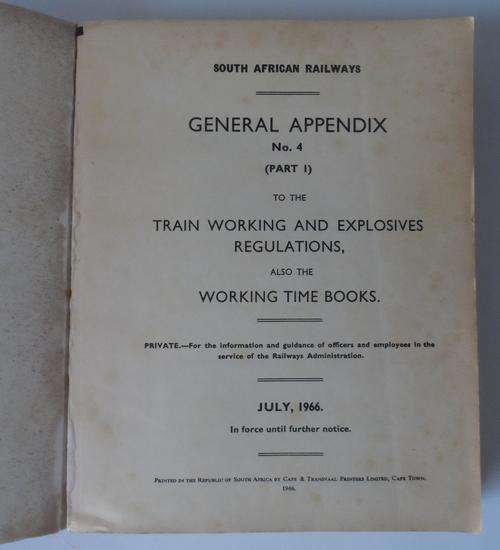 SOUTH AFRICAN RAILWAYS
GENERAL APPENDIX
No. 4
(PART I)
TO THE
TRAIN WORKING AND EXPLOSIVES
REGULATIONS,
ALSO THE
WORKING TIME BOOKS.
PRIVATE.—For the information and guidance of officers and employees in the
service of the Railways Administration.
JULY, 1966.
In force until further notice.
Printed in the Republic of South Africa by Cape & Transvaal Printers Limited, Cape Town.
1966.